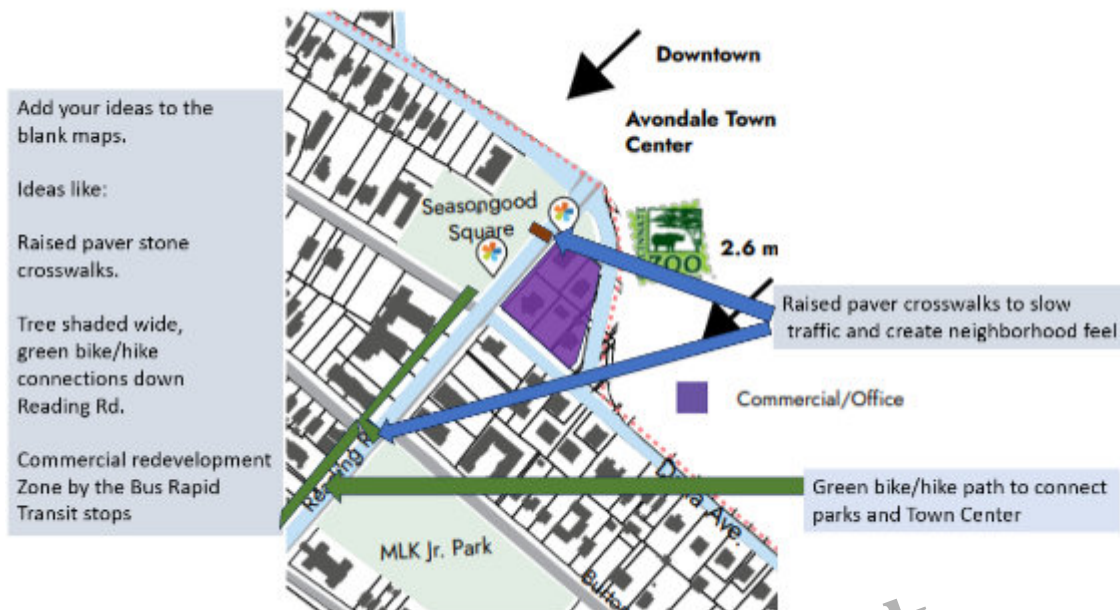 Add your ideas to the
blank maps.
Ideas like:
Raised paver stone
crosswalks.
Tree shaded wide,
green bike/hike
connections down
Reading Rd.
Commercial redevelopment
Zone by the Bus Rapid
Transit stops
Downtown
Avondale Town
Center
Seasongood
Square
ZOO
2.6 m
Raised paver crosswalks to slow
traffic and create neighborhood feel
Commercial/Office
Reading R
Dana Ave.
Green bike/hike path to connect
parks and Town Center
MLK Jr. Park
Burto